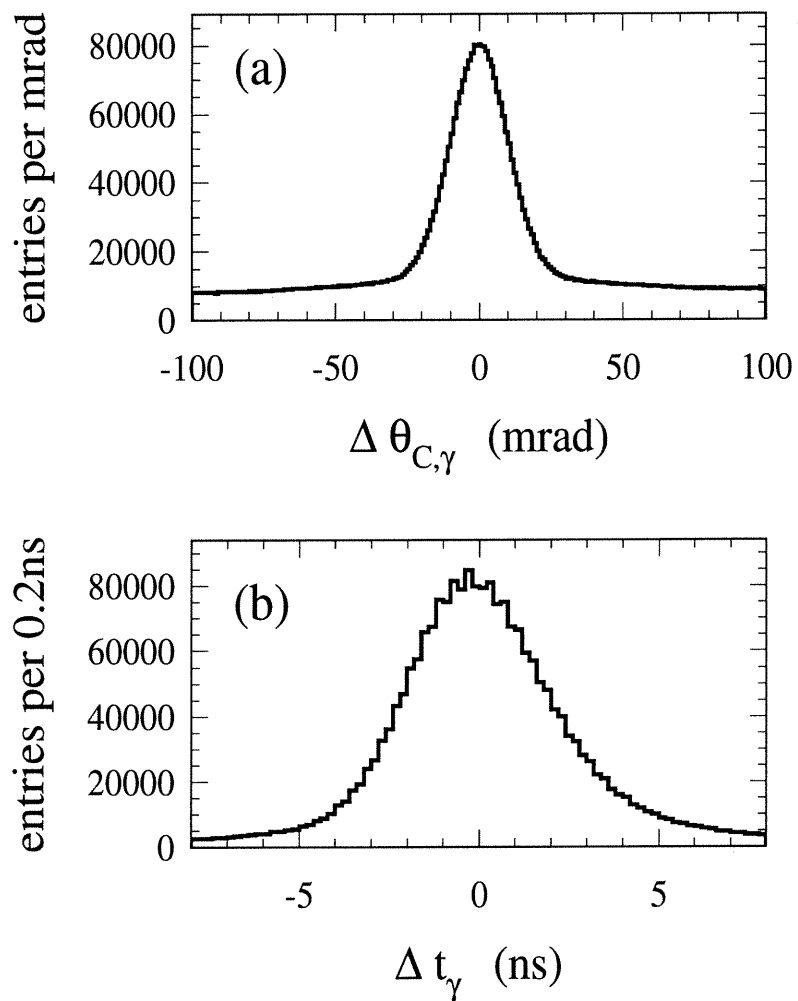 (a)
entries per mrad
80000
60000
40000
20000
0
-100 -50 0 50 100
Δ θC,γ (mrad)
(b)
entries per 0.2ns
80000
60000
40000
20000
0
-5 0 5
Δ tγ (ns)